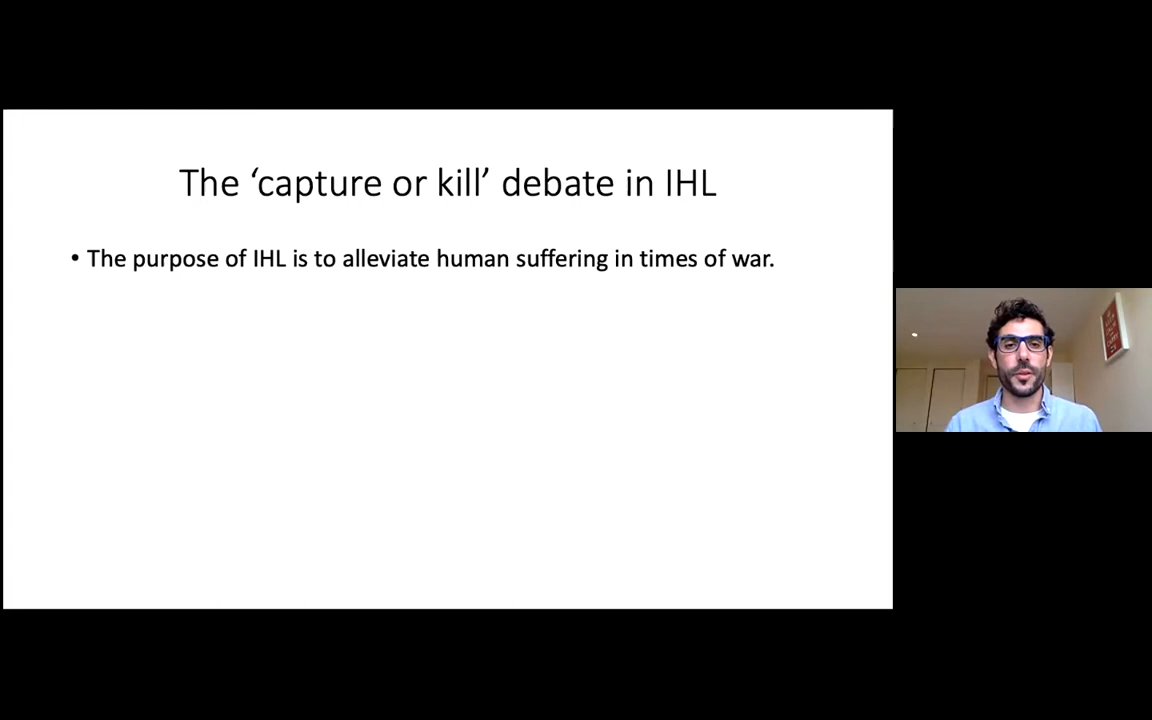 The ‘capture or kill’ debate in IHL
• The purpose of IHL is to alleviate human suffering in times of war.